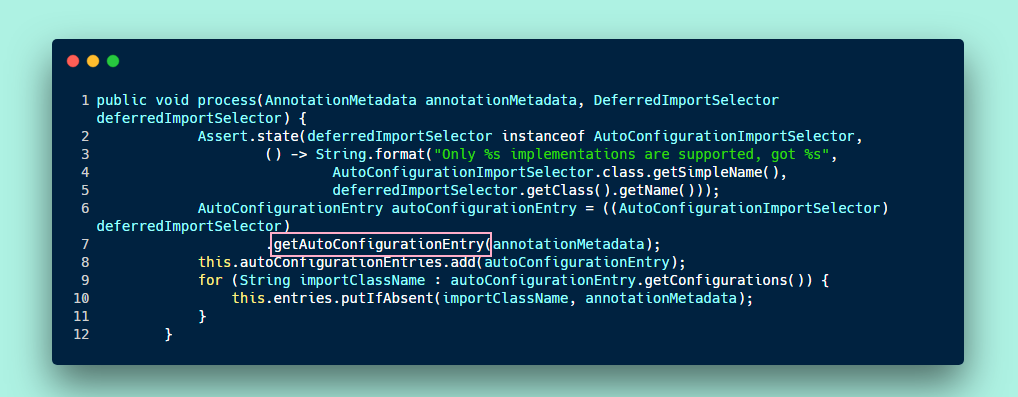 1 public void process(AnnotationMetadata annotationMetadata, DeferredImportSelector
deferredImportSelector) {
2 Assert.state(deferredImportSelector instanceof AutoConfigurationImportSelector,
3 () -> String.format("Only %s implementations are supported, got %s",
4 AutoConfigurationImportSelector.class.getSimpleName(),
5 deferredImportSelector.getClass().getName()));
6 AutoConfigurationEntry autoConfigurationEntry = ((AutoConfigurationImportSelector)
deferredImportSelector)
7 .getAutoConfigurationEntry(annotationMetadata);
8 this.autoConfigurationEntries.add(autoConfigurationEntry);
9 for (String importClassName : autoConfigurationEntry.getConfigurations()) {
10 this.entries.putIfAbsent(importClassName, annotationMetadata);
11 }
12 }